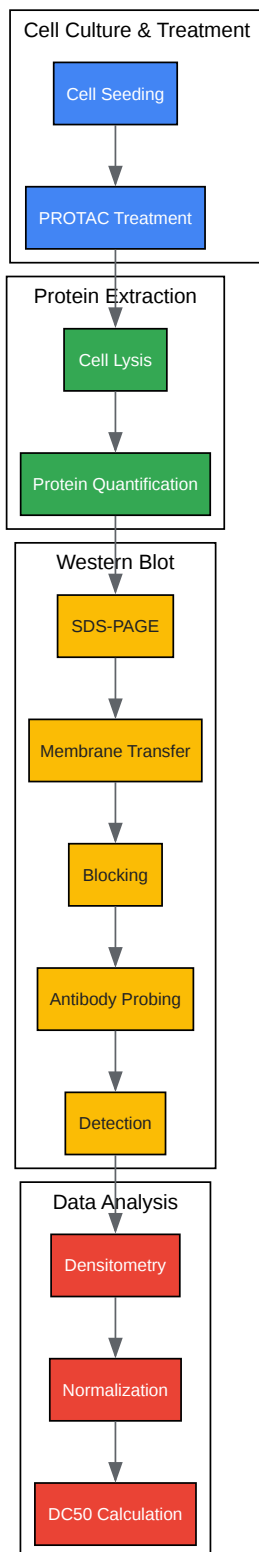 Cell Culture & Treatment
Cell Seeding
PROTAC Treatment
Protein Extraction
Cell Lysis
Protein Quantification
Western Blot
SDS-PAGE
Membrane Transfer
Blocking
Antibody Probing
Detection
Data Analysis
Densitometry
Normalization
DC50 Calculation